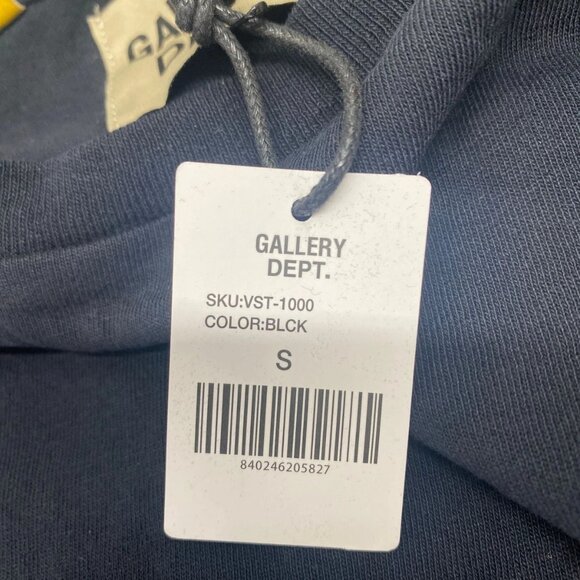 GALLERY
DEPT.
SKU:VST-1000
COLOR:BLCK
S
840246205827